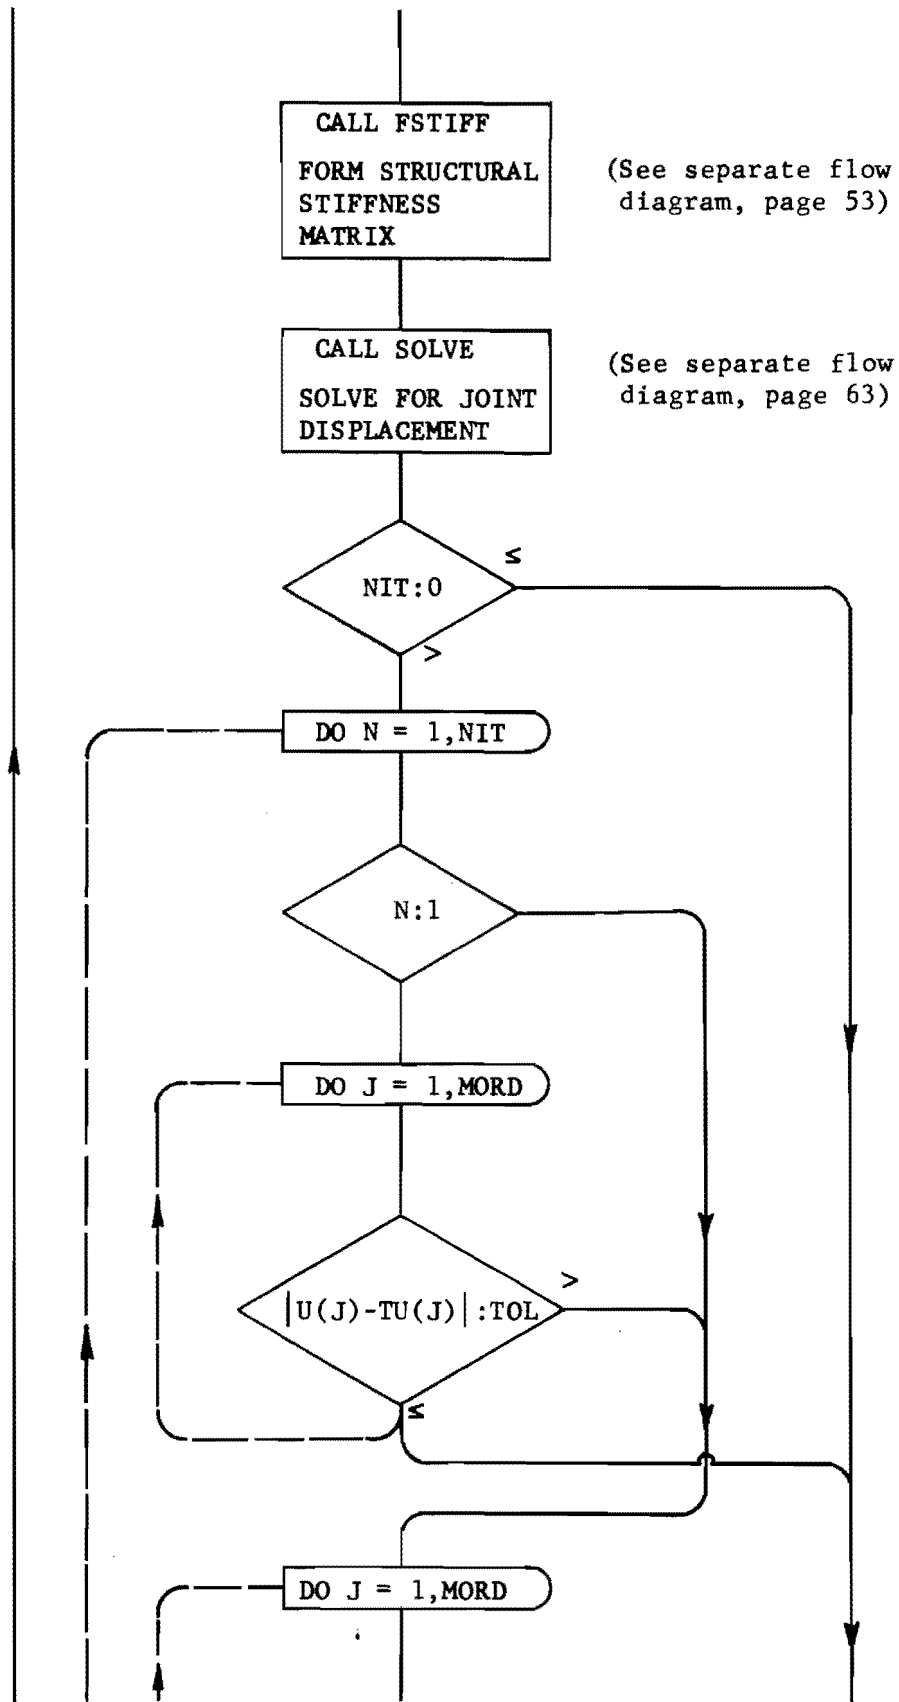 CALL FSTIFF
FORM STRUCTURAL
STIFFNESS
MATRIX
(See separate flow
diagram, page 53)
CALL SOLVE
SOLVE FOR JOINT
DISPLACEMENT
(See separate flow
diagram, page 63)
≤
NIT:0
>
DO N = 1,NIT
N:1
DO J = 1,MORD
>
|U(J)-TU(J)|:TOL
≤
DO J = 1,MORD